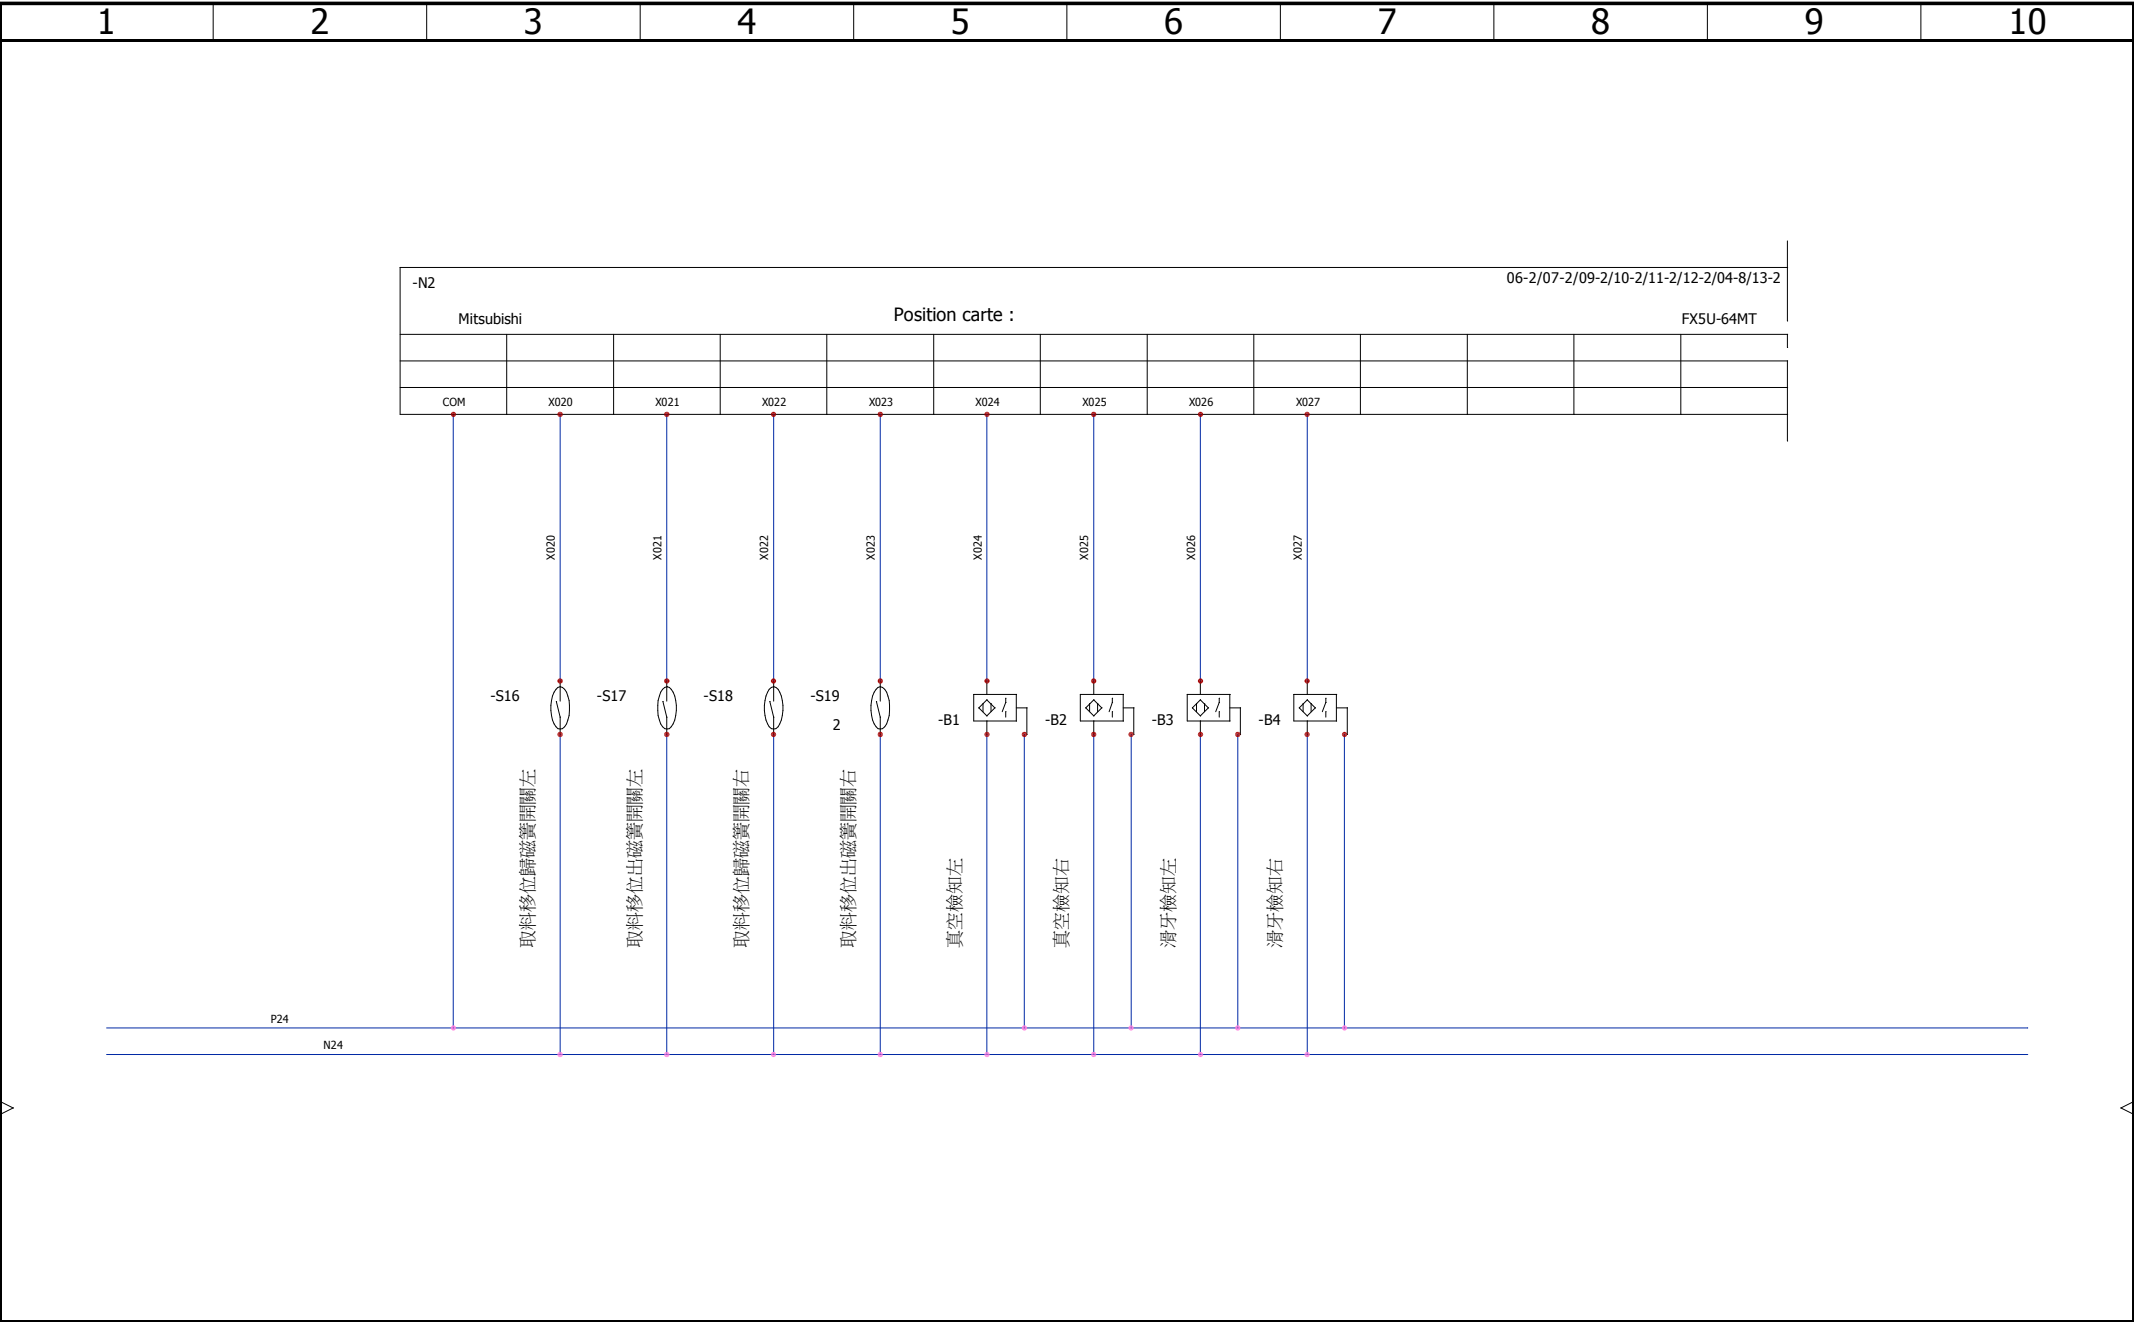 1 2 3 4 5 6 7 8 9 10
-N2 06-2/07-2/09-2/10-2/11-2/12-2/04-8/13-2
Mitsubishi Position carte : FX5U-64MT
COM X020 X021 X022 X023 X024 X025 X026 X027
X020 X021 X022 X023 X024 X025 X026 X027
-S16 -S17 -S18 -S19
2
-B1 -B2 -B3 -B4
取料移位歸磁簧開關左
取料移位出磁簧開關左
取料移位歸磁簧開關右
取料移位出磁簧開關右
真空檢知左
真空檢知右
滑牙檢知左
滑牙檢知右
P24
N24